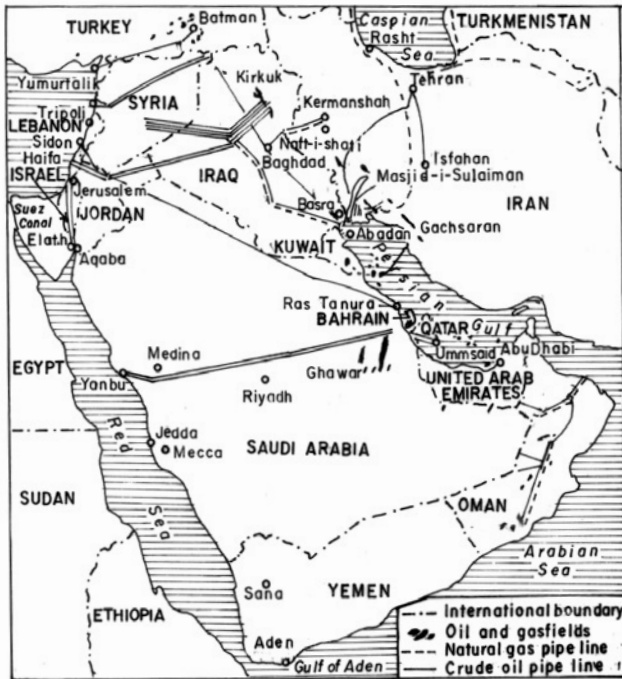 TURKEY
Batman
Caspian
Rasht
Sea
TURKMENISTAN
Yumurtalik
Tehran
Kirkuk
Kermanshah
SYRIA
Tripoli
LEBANON
Sidon
Haifa
Naft-i-shah
Baghdad
Isfahan
Masjid-i-Sulaiman
ISRAEL
Jerusalem
IRAQ
IRAN
Suez
Canal
JORDAN
Basra
Gachsaran
Elath
Aqaba
KUWAIT
Abadan
Persian Gulf
Ras Tanura
BAHRAIN
QATAR
EGYPT
Medina
Ummsaid
AbuDhabi
Yanbu
Ghawar
UNITED ARAB
EMIRATES
Riyadh
Red Sea
Jedda
Mecca
SAUDI ARABIA
SUDAN
OMAN
Arabian
Sea
Sana
YEMEN
ETHIOPIA
Aden
Gulf of Aden
International boundary
Oil and gasfields
Natural gas pipe line
Crude oil pipe line